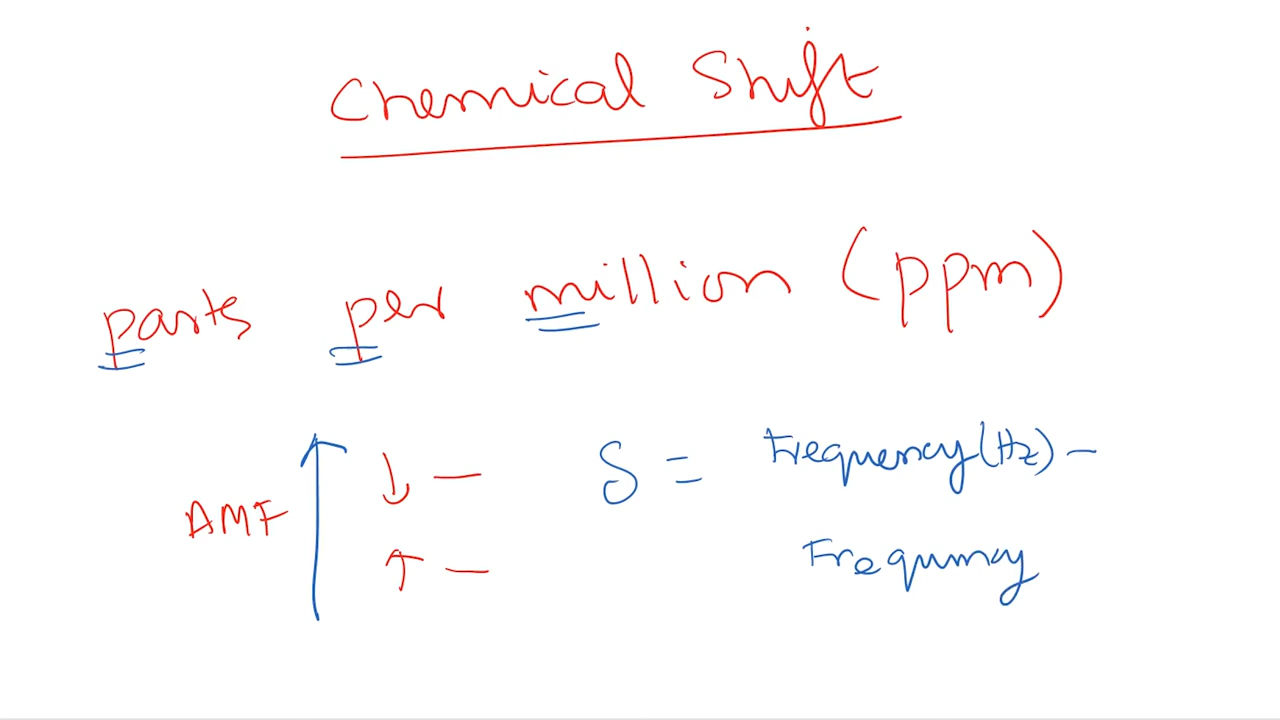 Chemical Shift
parts per million (ppm)
AMF ↓ — δ = Frequency(Hz) –
↑ — Frequmcy